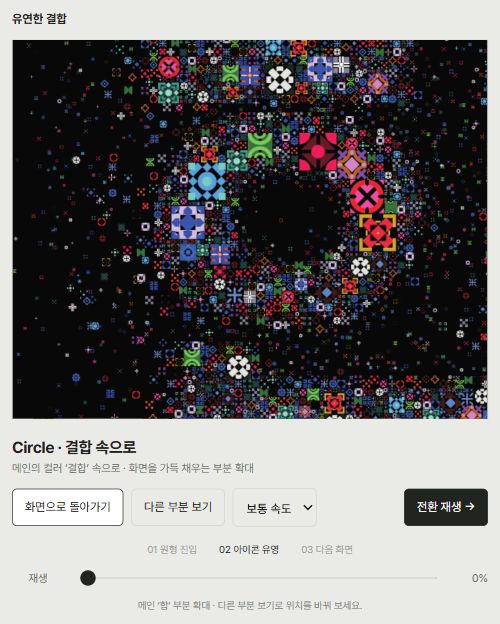 유연한 결합
Circle · 결합 속으로
메인의 컬러 ‘결합’ 속으로 · 화면을 가득 채우는 부분 확대
화면으로 돌아가기
다른 부분 보기
보통 속도
전환 재생 →
01 원형 진입
02 아이콘 유영
03 다음 화면
재생
0%
메인 ‘합’ 부분 확대 · 다른 부분 보기로 위치를 바꿔 보세요.